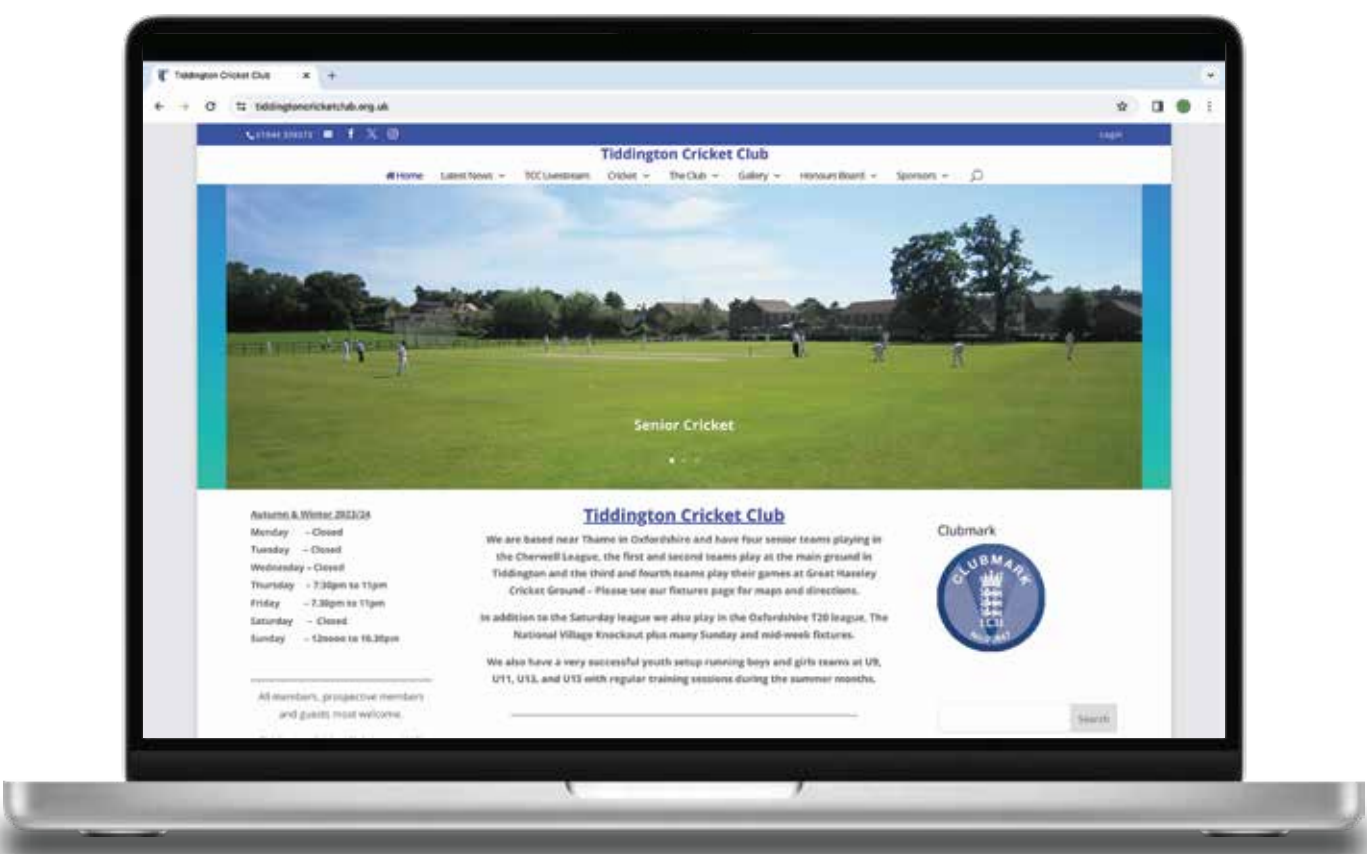 Tiddington Cricket Club
tiddingtoncricketclub.org.uk
Login
Tiddington Cricket Club
Home Latest News TCC Livestream Cricket The Club Gallery Honours Board Sponsors
Senior Cricket
Autumn & Winter 2023/24
Monday – Closed
Tuesday – Closed
Wednesday – Closed
Thursday – 7:30pm to 11pm
Friday – 7.30pm to 11pm
Saturday – Closed
Sunday – 12noon to 10.30pm
All members, prospective members
and guests most welcome.
Tiddington Cricket Club
We are based near Thame in Oxfordshire and have four senior teams playing in
the Cherwell League, the first and second teams play at the main ground in
Tiddington and the third and fourth teams play their games at Great Haseley
Cricket Ground – Please see our fixtures page for maps and directions.
In addition to the Saturday league we also play in the Oxfordshire T20 league, The
National Village Knockout plus many Sunday and mid-week fixtures.
We also have a very successful youth setup running boys and girls teams at U9,
U11, U13, and U15 with regular training sessions during the summer months.
Clubmark
CLUBMARK
ECB
Search